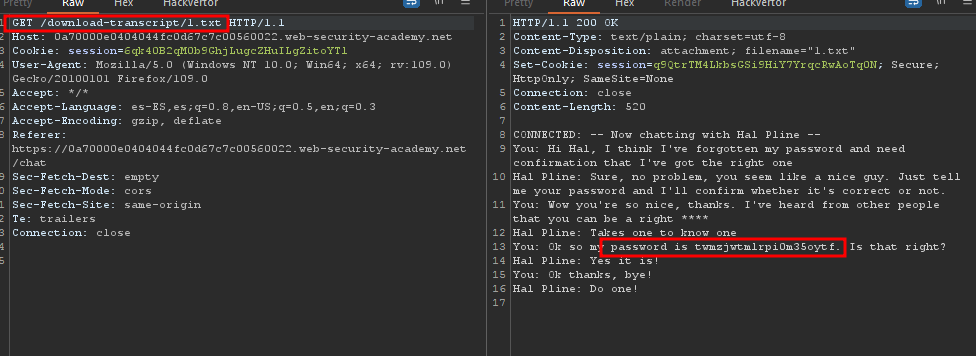 Raw Hex Hackvertor
Raw Hex Render Hackvertor
1 GET /download-transcript/1.txt HTTP/1.1
2 Host: 0a70000e0404044fc0d67c7c00560022.web-security-academy.net
3 Cookie: session=6qk40B2qM0b9GhjLugcZHuILgZitoYTl
4 User-Agent: Mozilla/5.0 (Windows NT 10.0; Win64; x64; rv:109.0)
Gecko/20100101 Firefox/109.0
5 Accept: */*
6 Accept-Language: es-ES,es;q=0.8,en-US;q=0.5,en;q=0.3
7 Accept-Encoding: gzip, deflate
8 Referer:
https://0a70000e0404044fc0d67c7c00560022.web-security-academy.net
/chat
9 Sec-Fetch-Dest: empty
0 Sec-Fetch-Mode: cors
1 Sec-Fetch-Site: same-origin
2 Te: trailers
3 Connection: close
4
5
1 HTTP/1.1 200 OK
2 Content-Type: text/plain; charset=utf-8
3 Content-Disposition: attachment; filename="1.txt"
4 Set-Cookie: session=q9QtrTM4LkbsGSi9HiY7YrqcRwAoTq0N; Secure;
HttpOnly; SameSite=None
5 Connection: close
6 Content-Length: 520
7
8 CONNECTED: -- Now chatting with Hal Pline --
9 You: Hi Hal, I think I've forgotten my password and need
confirmation that I've got the right one
10 Hal Pline: Sure, no problem, you seem like a nice guy. Just tell
me your password and I'll confirm whether it's correct or not.
11 You: Wow you're so nice, thanks. I've heard from other people
that you can be a right ****
12 Hal Pline: Takes one to know one
13 You: Ok so my password is twmzjwtmlrpi0m35oytf. Is that right?
14 Hal Pline: Yes it is!
15 You: Ok thanks, bye!
16 Hal Pline: Do one!
17